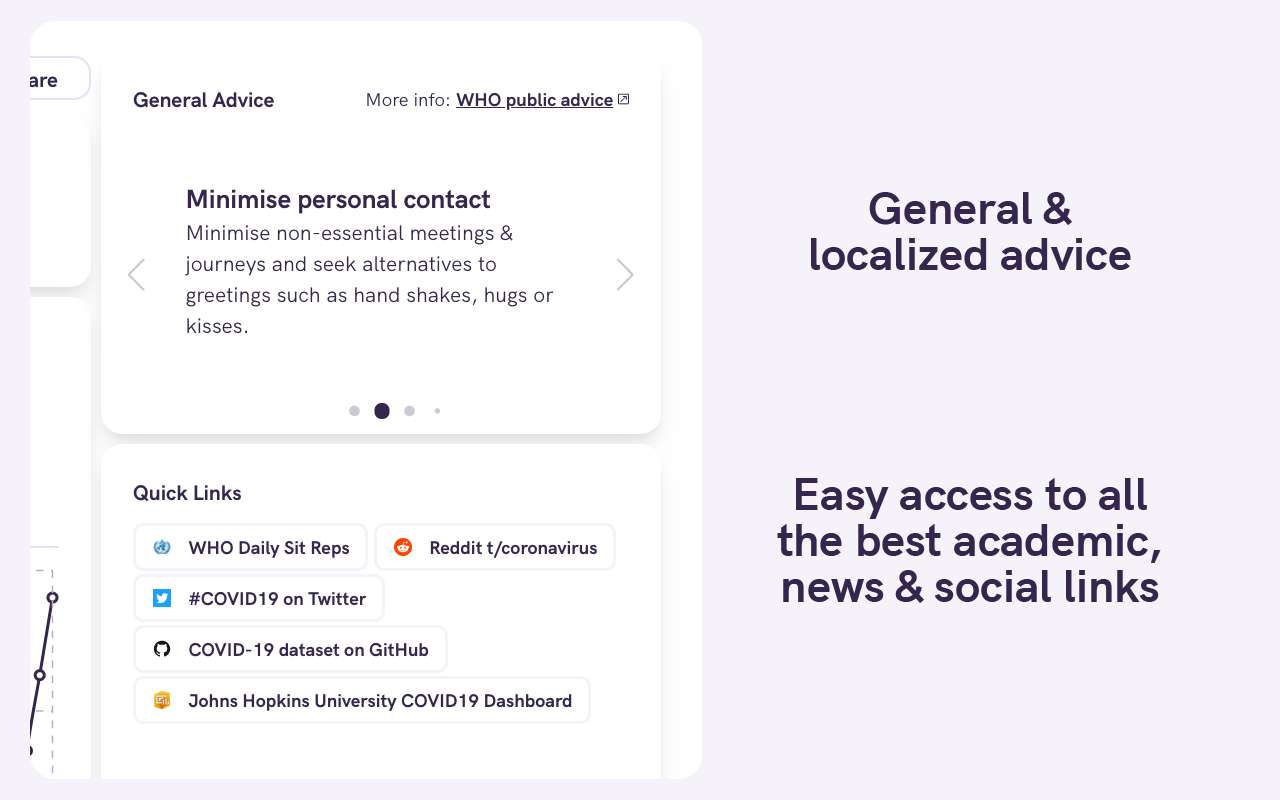 are
General Advice
More info: WHO public advice
Minimise personal contact
Minimise non-essential meetings &
journeys and seek alternatives to
greetings such as hand shakes, hugs or
kisses.
Quick Links
WHO Daily Sit Reps
Reddit t/coronavirus
#COVID19 on Twitter
COVID-19 dataset on GitHub
Johns Hopkins University COVID19 Dashboard
General &
localized advice
Easy access to all
the best academic,
news & social links